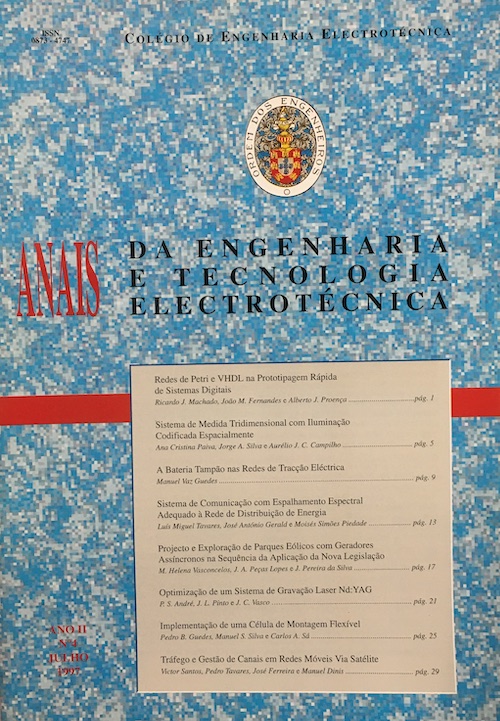 ISSN
0873 - 4747
COLÉGIO DE ENGENHARIA ELECTROTÉCNICA
ORDEM DOS ENGENHEIROS
ANAIS
DA ENGENHARIA
E TECNOLOGIA
ELECTROTÉCNICA
Redes de Petri e VHDL na Prototipagem Rápida
de Sistemas Digitais
Ricardo J. Machado, João M. Fernandes e Alberto J. Proença ........ pág. 1
Sistema de Medida Tridimensional com Iluminação
Codificada Espacialmente
Ana Cristina Paiva, Jorge A. Silva e Aurélio J. C. Campilho ........ pág. 5
A Bateria Tampão nas Redes de Tracção Eléctrica
Manuel Vaz Guedes ........ pág. 9
Sistema de Comunicação com Espalhamento Espectral
Adequado à Rede de Distribuição de Energia
Luís Miguel Tavares, José António Gerald e Moisés Simões Piedade ........ pág. 13
Projecto e Exploração de Parques Eólicos com Geradores
Assíncronos na Sequência da Aplicação da Nova Legislação
M. Helena Vasconcelos, J. A. Peças Lopes e J. Pereira da Silva ........ pág. 17
Optimização de um Sistema de Gravação Laser Nd:YAG
P. S. André, J. L. Pinto e J. C. Vasco ........ pág. 21
Implementação de uma Célula de Montagem Flexível
Pedro B. Guedes, Manuel S. Silva e Carlos A. Sá ........ pág. 25
Tráfego e Gestão de Canais em Redes Móveis Via Satélite
Victor Santos, Pedro Tavares, José Ferreira e Manuel Dinis ........ pág. 29
ANO II
Nº 4
JULHO
1997